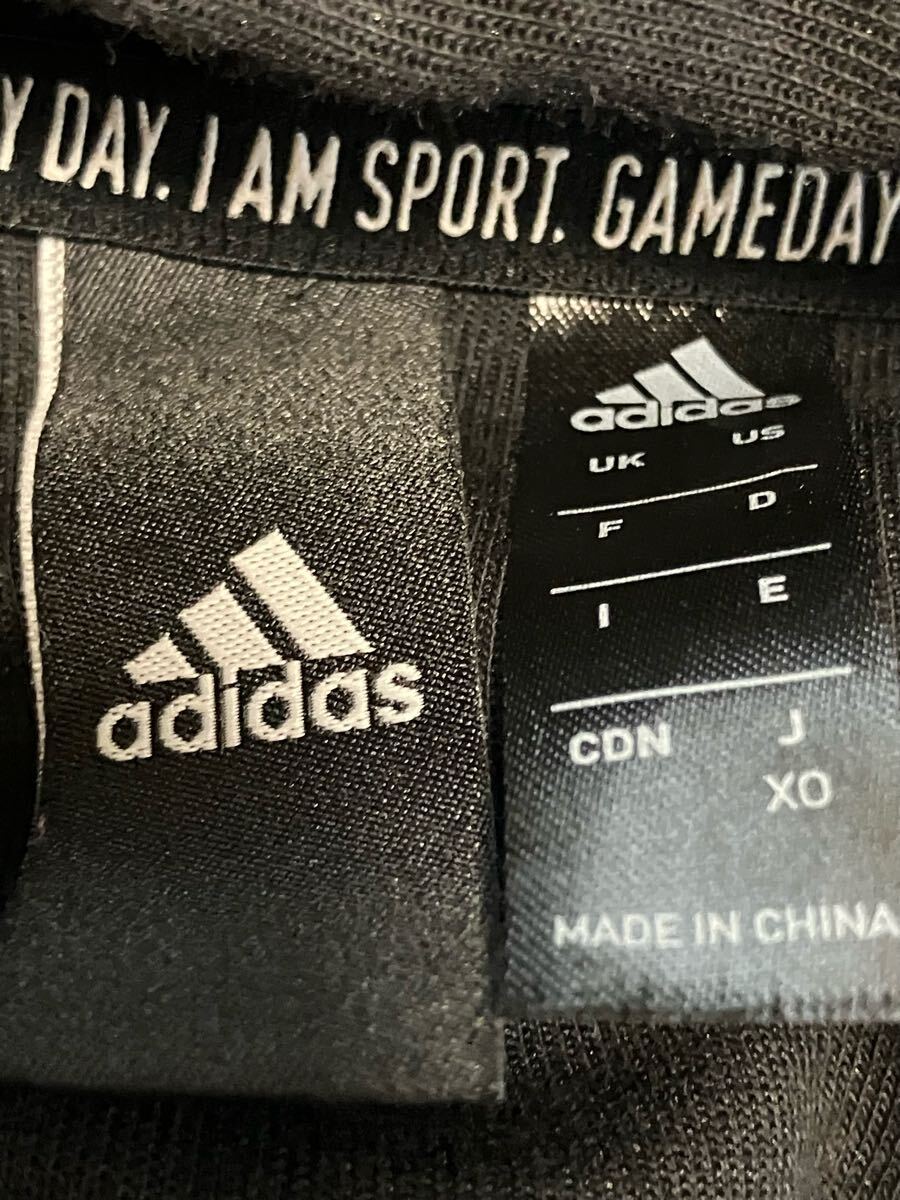 Y DAY. I AM SPORT. GAMEDAY
adidas
adidas
UK US
F D
I E
CDN J
XO
MADE IN CHINA